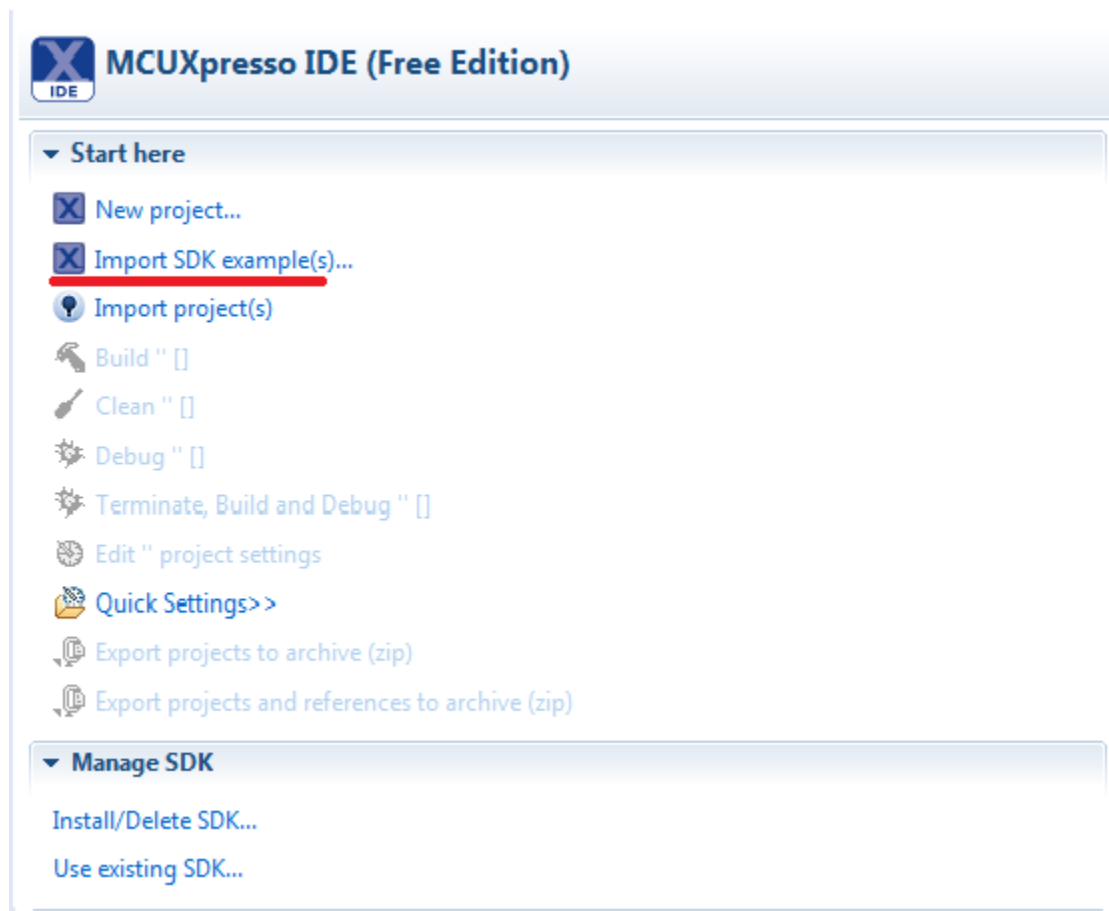 MCUXpresso IDE (Free Edition)
IDE
Start here
New project...
Import SDK example(s)...
Import project(s)
Build '' []
Clean '' []
Debug '' []
Terminate, Build and Debug '' []
Edit '' project settings
Quick Settings>>
Export projects to archive (zip)
Export projects and references to archive (zip)
Manage SDK
Install/Delete SDK...
Use existing SDK...